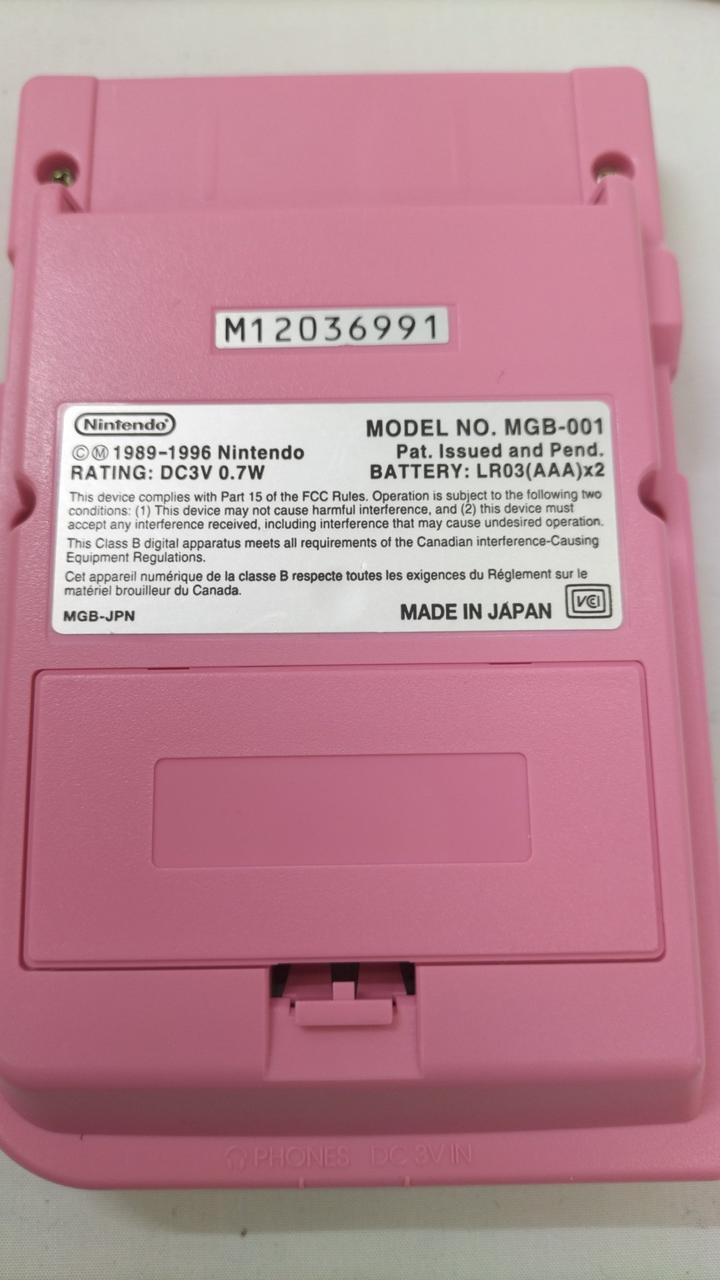 M12036991
Nintendo®
MODEL NO. MGB-001
©Ⓜ 1989-1996 Nintendo
Pat. Issued and Pend.
RATING: DC3V 0.7W
BATTERY: LR03(AAA)x2
This device complies with Part 15 of the FCC Rules. Operation is subject to the following two
conditions: (1) This device may not cause harmful interference, and (2) this device must
accept any interference received, including interference that may cause undesired operation.
This Class B digital apparatus meets all requirements of the Canadian interference-Causing
Equipment Regulations.
Cet appareil numérique de la classe B respecte toutes les exigences du Réglement sur le
matériel brouilleur du Canada.
MGB-JPN
MADE IN JAPAN
VCI
PHONES DC 3V IN